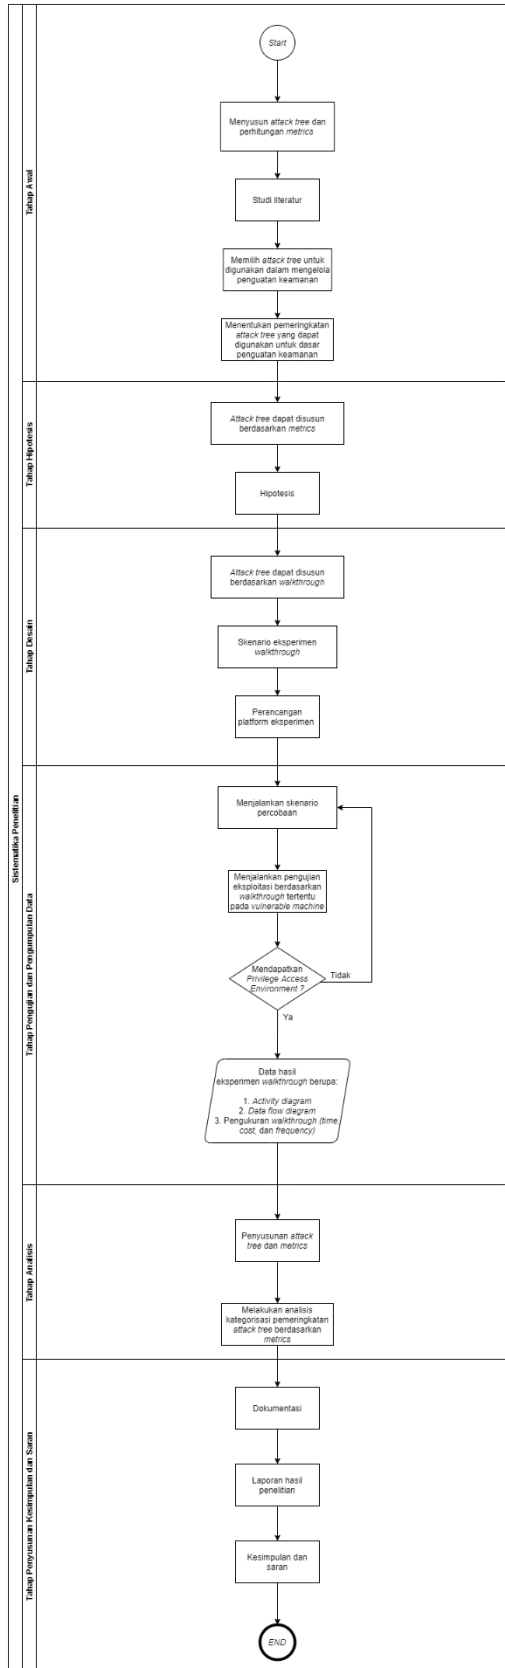 Sistematika Penelitian
Tahap Awal
Start
Menyusun attack tree dan
perhitungan metrics
Studi literatur
Memilih attack tree untuk
digunakan dalam mengelola
penguatan keamanan
Menentukan pemeringkatan
attack tree yang dapat
digunakan untuk dasar
penguatan keamanan
Tahap Hipotesis
Attack tree dapat disusun
berdasarkan metrics
Hipotesis
Tahap Desain
Attack tree dapat disusun
berdasarkan walkthrough
Skenario eksperimen
walkthrough
Perancangan
platform eksperimen
Tahap Pengujian dan Pengumpulan Data
Menjalankan skenario
percobaan
Menjalankan pengujian
eksploitasi berdasarkan
walkthrough tertentu
pada vulnerable machine
Mendapatkan
Privilege Access
Environment ?
Tidak
Ya
Data hasil
eksperimen walkthrough berupa:
1. Activity diagram
2. Data flow diagram
3. Pengukuran walkthrough (time,
cost, dan frequency)
Tahap Analisis
Penyusunan attack
tree dan metrics
Melakukan analisis
kategorisasi pemeringkatan
attack tree berdasarkan
metrics
Tahap Penyusunan Kesimpulan dan Saran
Dokumentasi
Laporan hasil
penelitian
Kesimpulan dan
saran
END